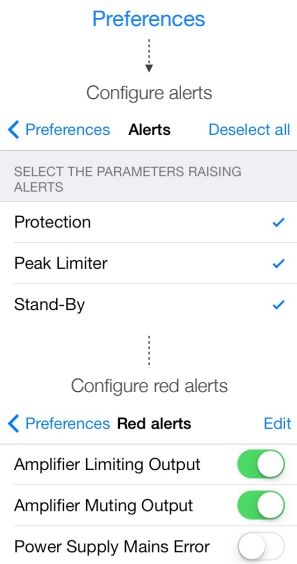 Preferences
Configure alerts
Preferences Alerts Deselect all
SELECT THE PARAMETERS RAISING
ALERTS
Protection
Peak Limiter
Stand-By
Configure red alerts
Preferences Red alerts Edit
Amplifier Limiting Output
Amplifier Muting Output
Power Supply Mains Error